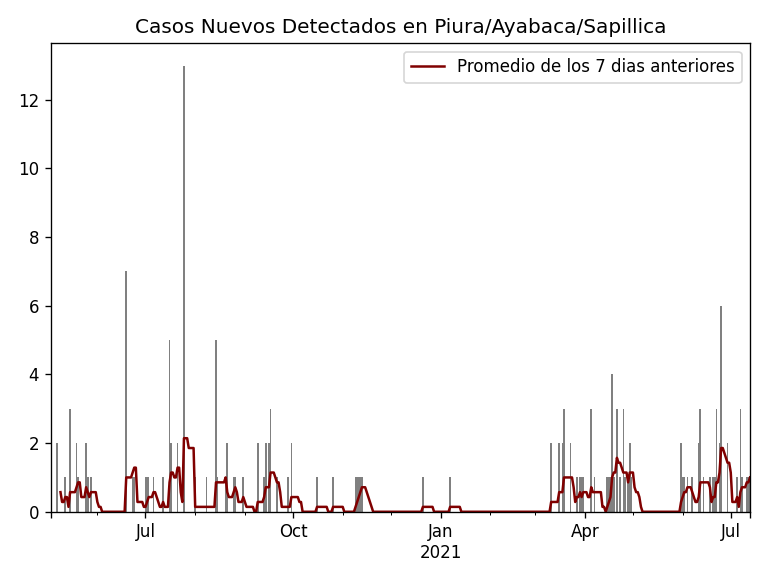 Casos Nuevos Detectados en Piura/Ayabaca/Sapillica
Promedio de los 7 dias anteriores
12
10
8
6
4
2
0
Jul Oct Jan Apr Jul
2021